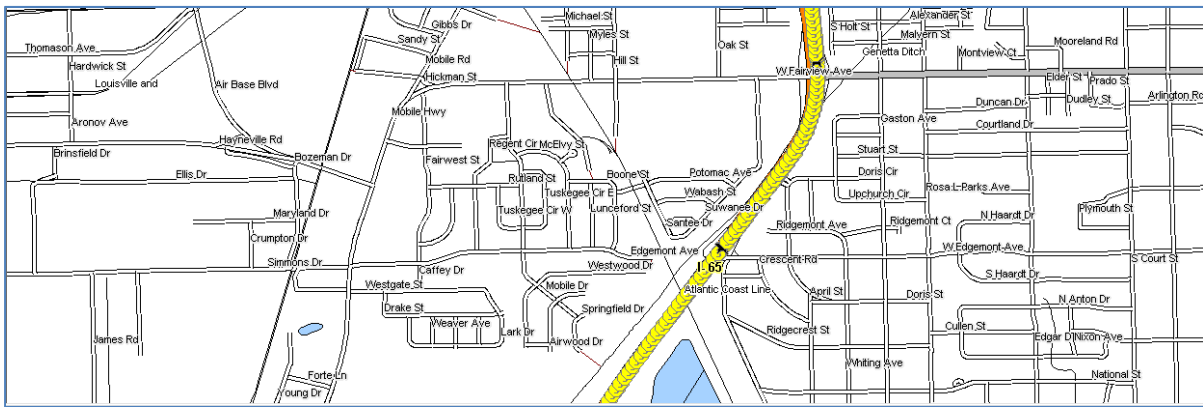 Michael St
Alexander St
Gibbs Dr
S Holt St
Sandy St
Myles St
Malvern St
Thomason Ave
Oak St
Genetta Ditch
Montview Ct
Mooreland Rd
Hardwick St
Mobile Rd
Hill St
W Fairview Ave
Louisville and
Air Base Blvd
Hickman St
Elder St
Prado St
Duncan Dr
Dudley St
Arlington Rd
Mobile Hwy
Aronov Ave
Gaston Ave
Courtland Dr
Hayneville Rd
Regent Cir
McElvy St
Stuart St
Brinsfield Dr
Bozeman Dr
Fairwest St
Ellis Dr
Rutland St
Boone St
Potomac Ave
Doris Cir
Tuskegee Cir E
Wabash St
Upchurch Cir
Rosa L Parks Ave
Maryland Dr
Tuskegee Cir W
Lunceford St
Suwanee Dr
Plymouth St
Santee Dr
Ridgemont Ave
Ridgemont Ct
N Haardt Dr
Crumpton Dr
Edgemont Ave
W Edgemont Ave
Simmons Dr
Caffey Dr
Westwood Dr
I- 65
Crescent Rd
S Court St
S Haardt Dr
Westgate St
Mobile Dr
Atlantic Coast Line
April St
Doris St
N Anton Dr
Drake St
Springfield Dr
Weaver Ave
Lark Dr
Ridgecrest St
Cullen St
James Rd
Airwood Dr
Edgar D Nixon Ave
Whiting Ave
Forte Ln
National St
Young Dr